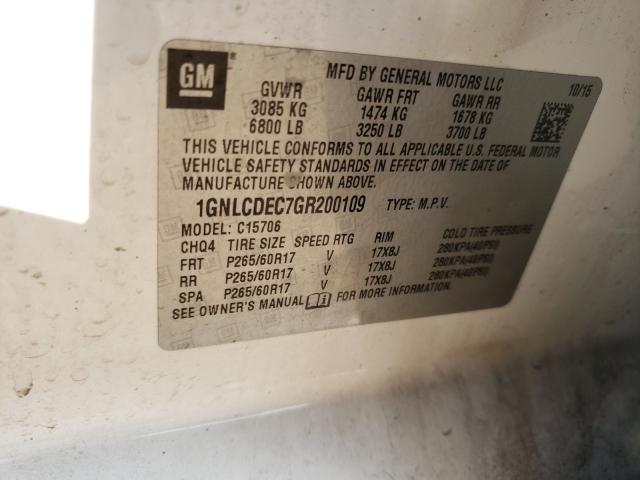 GM
MFD BY GENERAL MOTORS LLC
10/15
GVWR GAWR FRT GAWR RR
3085 KG 1474 KG 1678 KG
6800 LB 3250 LB 3700 LB
THIS VEHICLE CONFORMS TO ALL APPLICABLE U.S. FEDERAL MOTOR
VEHICLE SAFETY STANDARDS IN EFFECT ON THE DATE OF
MANUFACTURE SHOWN ABOVE.
1GNLCDEC7GR200109 TYPE: M.P.V.
MODEL: C15706
CHQ4 TIRE SIZE SPEED RTG RIM COLD TIRE PRESSURE
FRT P265/60R17 V 17X8J 280KPA(40PSI)
RR P265/60R17 V 17X8J 280KPA(40PSI)
SPA P265/60R17 V 17X8J 280KPA(40PSI)
SEE OWNER'S MANUAL FOR MORE INFORMATION.